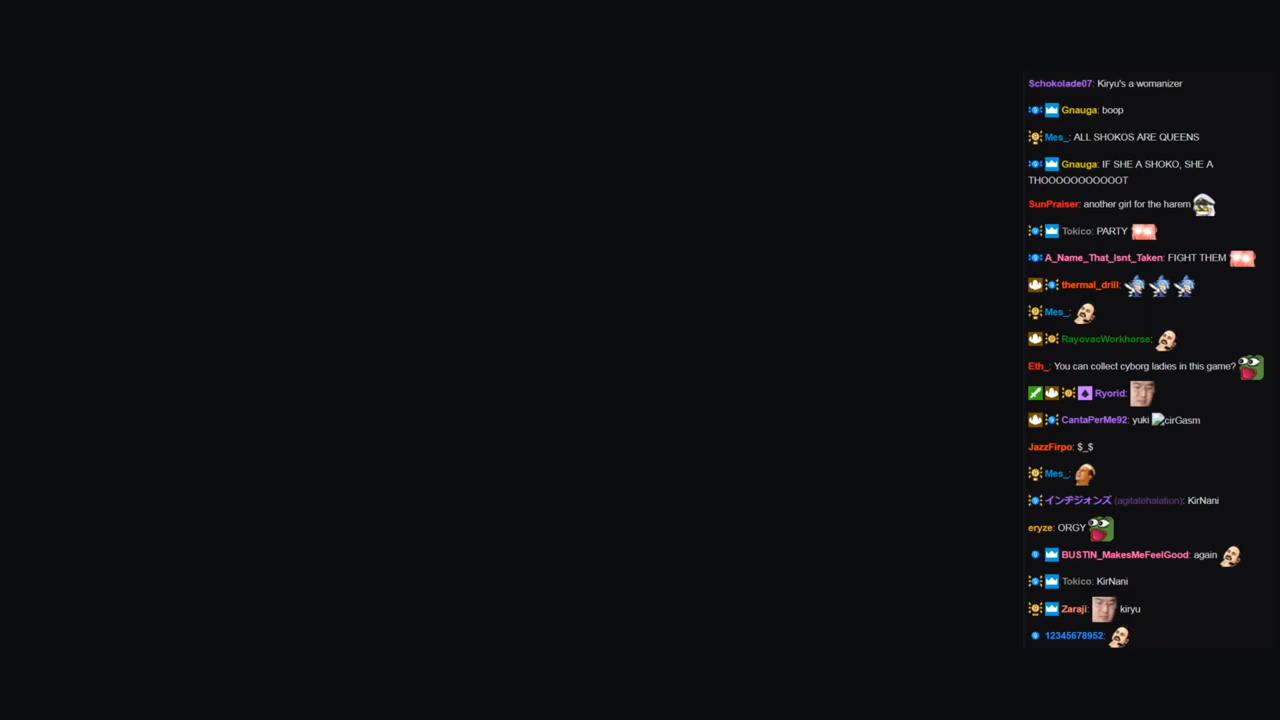 Schokolade07: Kiryu's a womanizer
Gnauga: boop
Mes_: ALL SHOKOS ARE QUEENS
Gnauga: IF SHE A SHOKO, SHE A
THOOOOOOOOOOT
SunPraiser: another girl for the harem
Tokico: PARTY
A_Name_That_Isnt_Taken: FIGHT THEM
thermal_drill:
Mes_:
RayovacWorkhorse:
Eth_: You can collect cyborg ladies in this game?
Ryorid:
CantaPerMe92: yuki cirGasm
JazzFirpo: $_$
Mes_:
インヂジォンズ (agitatehalation): KirNani
eryze: ORGY
BUSTIN_MakesMeFeelGood: again
Tokico: KirNani
Zaraji: kiryu
12345678952: